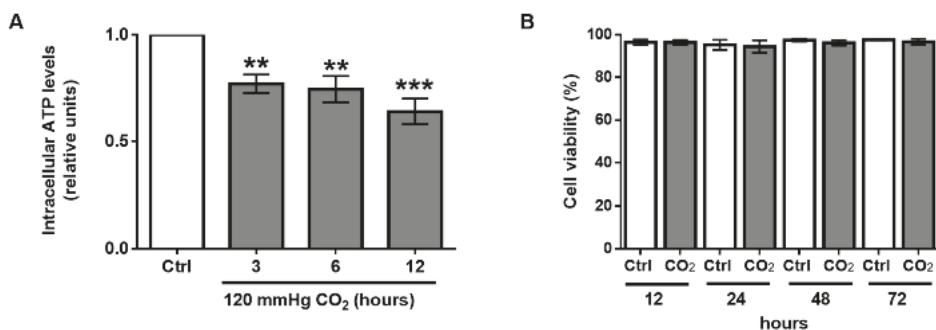 A
Intracellular ATP levels
(relative units)
1.0
0.5
0.0
**
**
***
Ctrl
3
6
12
120 mmHg CO₂ (hours)
B
Cell viability (%)
100
80
60
40
20
0
Ctrl CO₂ Ctrl CO₂ Ctrl CO₂ Ctrl CO₂
12 24 48 72
hours